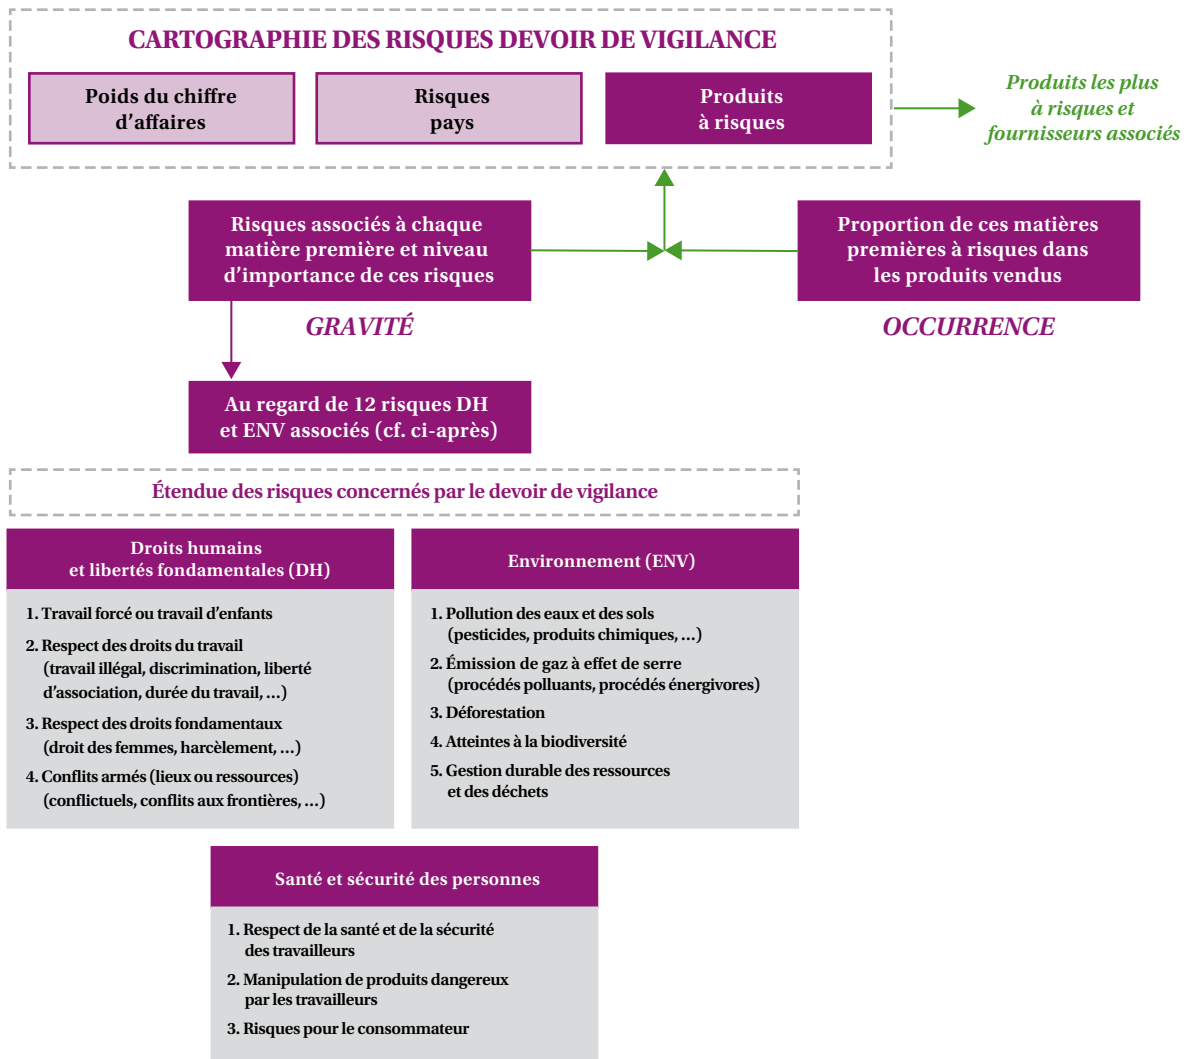 CARTOGRAPHIE DES RISQUES DEVOIR DE VIGILANCE
Poids du chiffre
d’affaires
Risques
pays
Produits
à risques
Produits les plus
à risques et
fournisseurs associés
Risques associés à chaque
matière première et niveau
d’importance de ces risques
GRAVITÉ
Proportion de ces matières
premières à risques dans
les produits vendus
OCCURRENCE
Au regard de 12 risques DH
et ENV associés (cf. ci-après)
Étendue des risques concernés par le devoir de vigilance
Droits humains
et libertés fondamentales (DH)
1. Travail forcé ou travail d’enfants
2. Respect des droits du travail
(travail illégal, discrimination, liberté
d’association, durée du travail, …)
3. Respect des droits fondamentaux
(droit des femmes, harcèlement, …)
4. Conflits armés (lieux ou ressources)
(conflictuels, conflits aux frontières, …)
Environnement (ENV)
1. Pollution des eaux et des sols
(pesticides, produits chimiques, …)
2. Émission de gaz à effet de serre
(procédés polluants, procédés énergivores)
3. Déforestation
4. Atteintes à la biodiversité
5. Gestion durable des ressources
et des déchets
Santé et sécurité des personnes
1. Respect de la santé et de la sécurité
des travailleurs
2. Manipulation de produits dangereux
par les travailleurs
3. Risques pour le consommateur